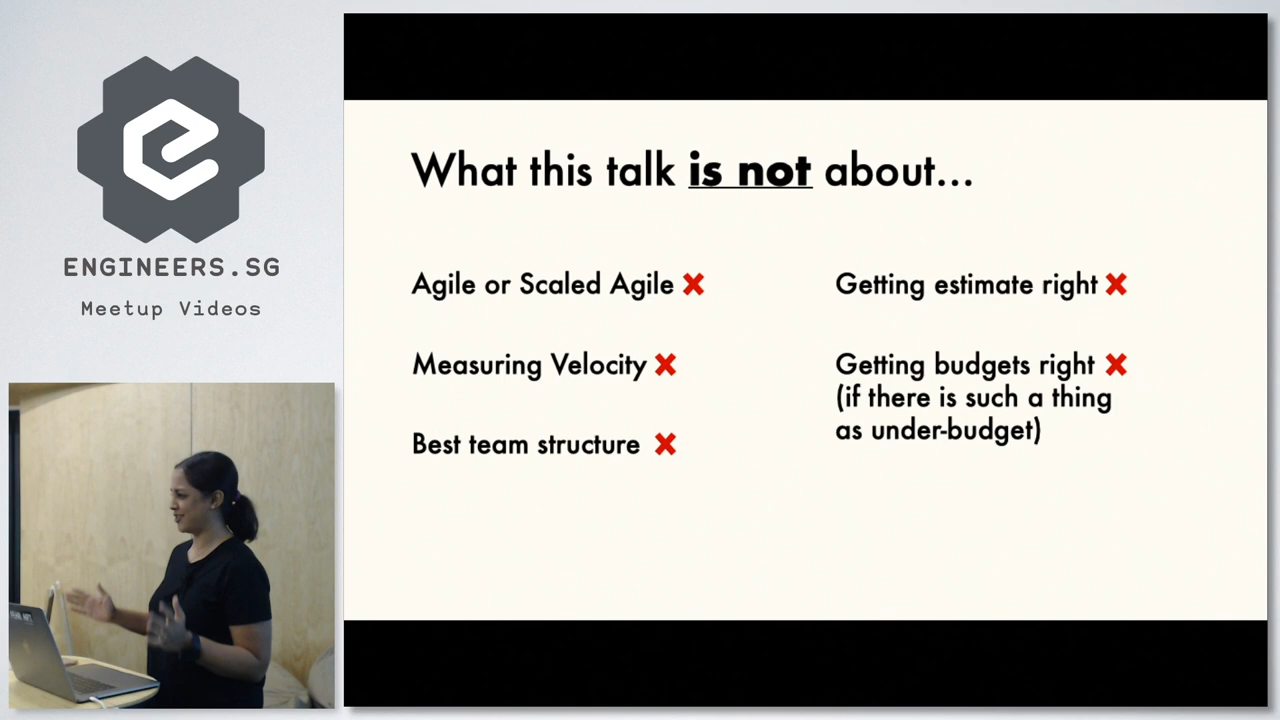 ENGINEERS.SG
Meetup Videos
What this talk is not about...
Agile or Scaled Agile
Measuring Velocity
Best team structure
Getting estimate right
Getting budgets right
(if there is such a thing
as under-budget)